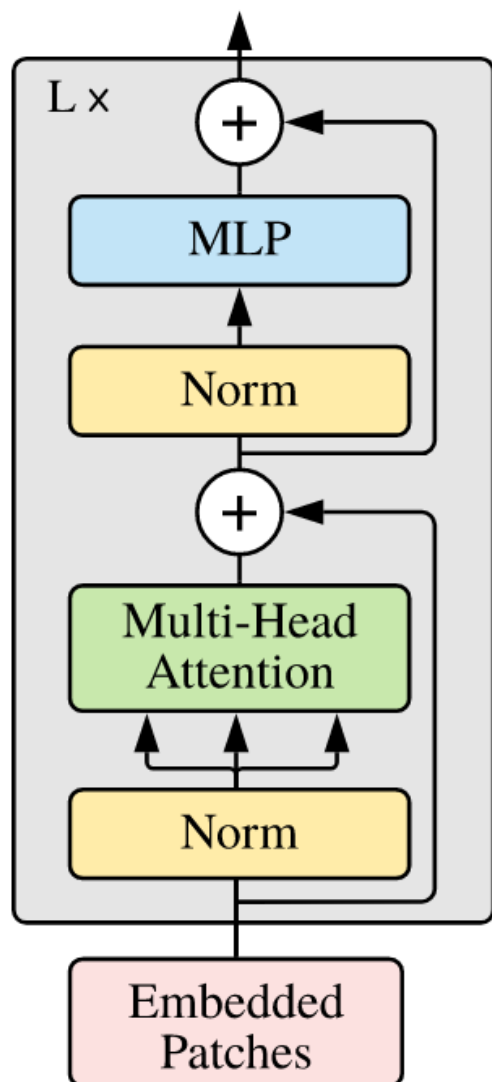 L ×
+
MLP
Norm
+
Multi-Head
Attention
Norm
Embedded
Patches